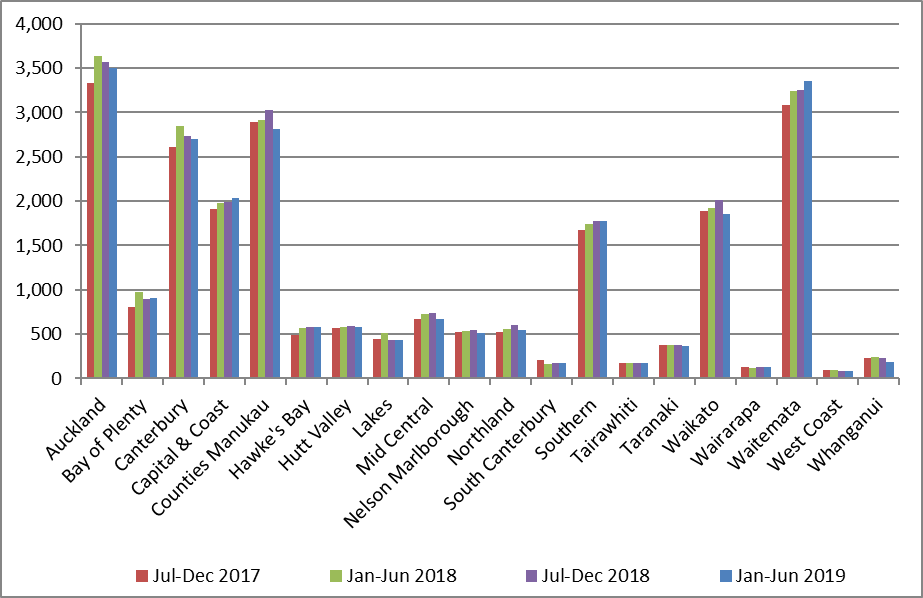 4,000
3,500
3,000
2,500
2,000
1,500
1,000
500
0
Auckland
Bay of Plenty
Canterbury
Capital & Coast
Counties Manukau
Hawke's Bay
Hutt Valley
Lakes
Mid Central
Nelson Marlborough
Northland
South Canterbury
Southern
Tairawhiti
Taranaki
Waikato
Wairarapa
Waitemata
West Coast
Whanganui
Jul-Dec 2017 Jan-Jun 2018 Jul-Dec 2018 Jan-Jun 2019